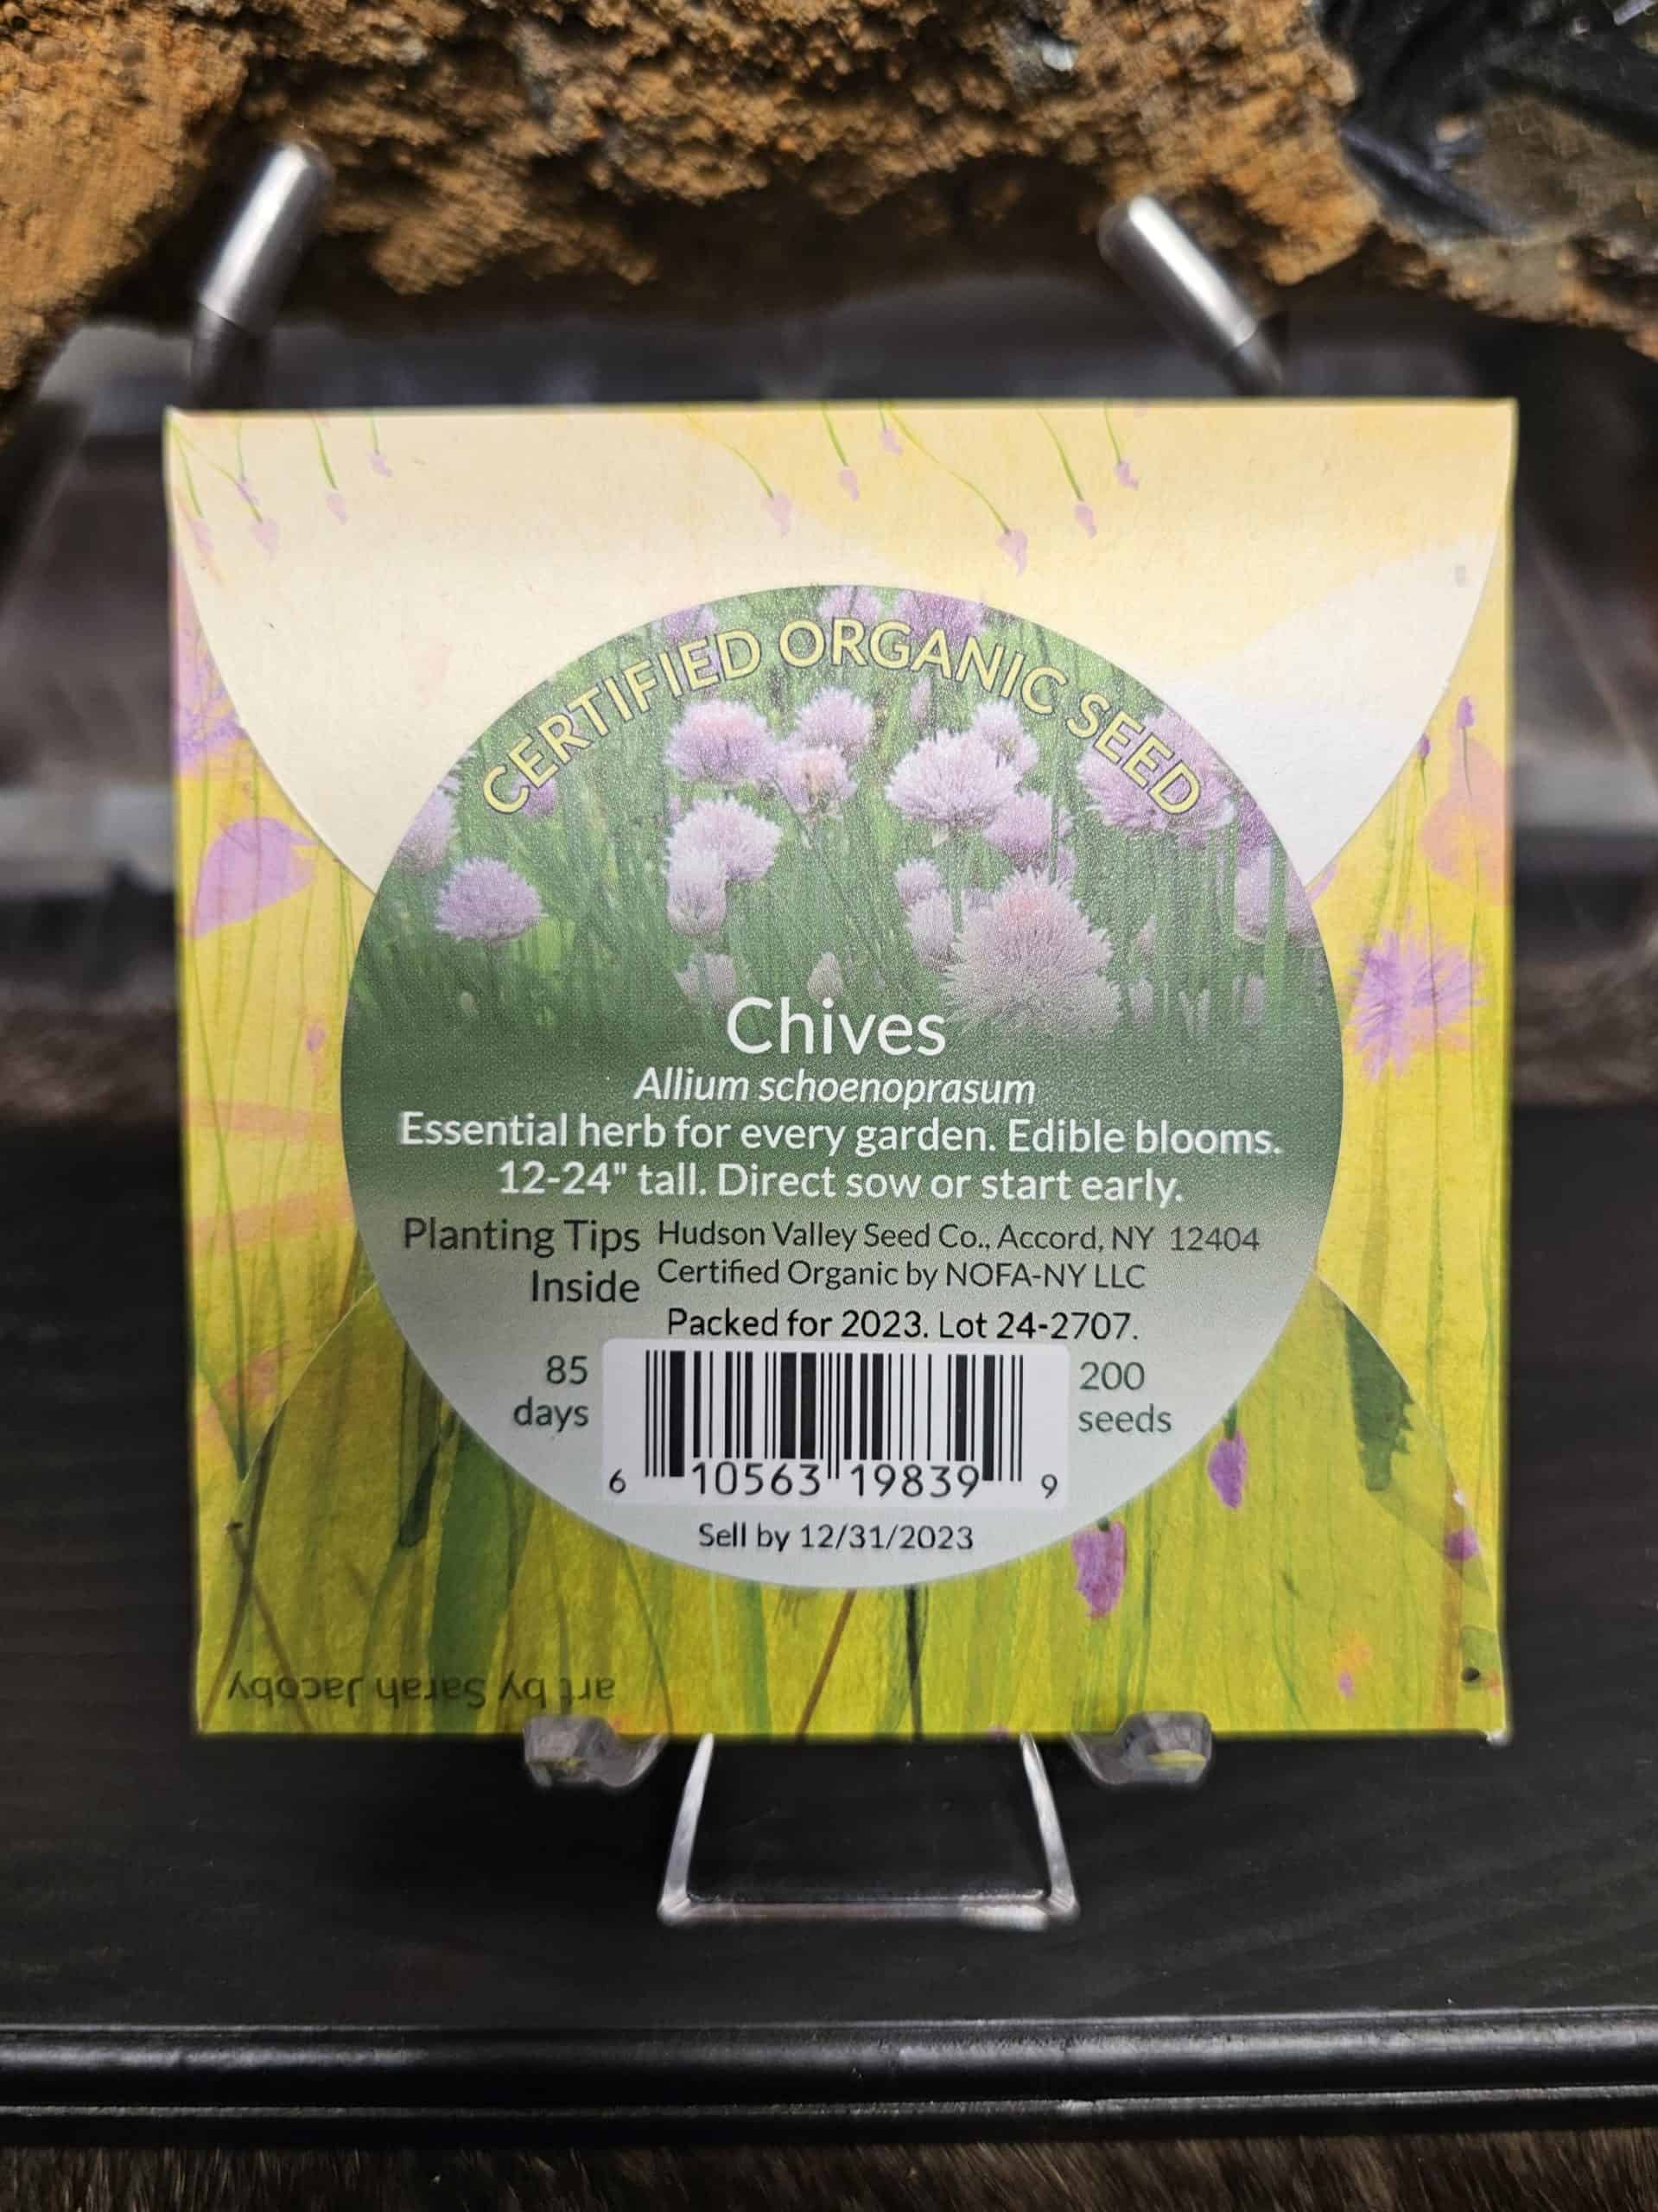 CERTIFIED ORGANIC SEED
Chives
Allium schoenoprasum
Essential herb for every garden. Edible blooms.
12-24" tall. Direct sow or start early.
Planting Tips
Inside
Hudson Valley Seed Co., Accord, NY 12404
Certified Organic by NOFA-NY LLC
Packed for 2023. Lot 24-2707.
85
days
200
seeds
6 10563 19839 9
Sell by 12/31/2023
art by Sarah Jacoby